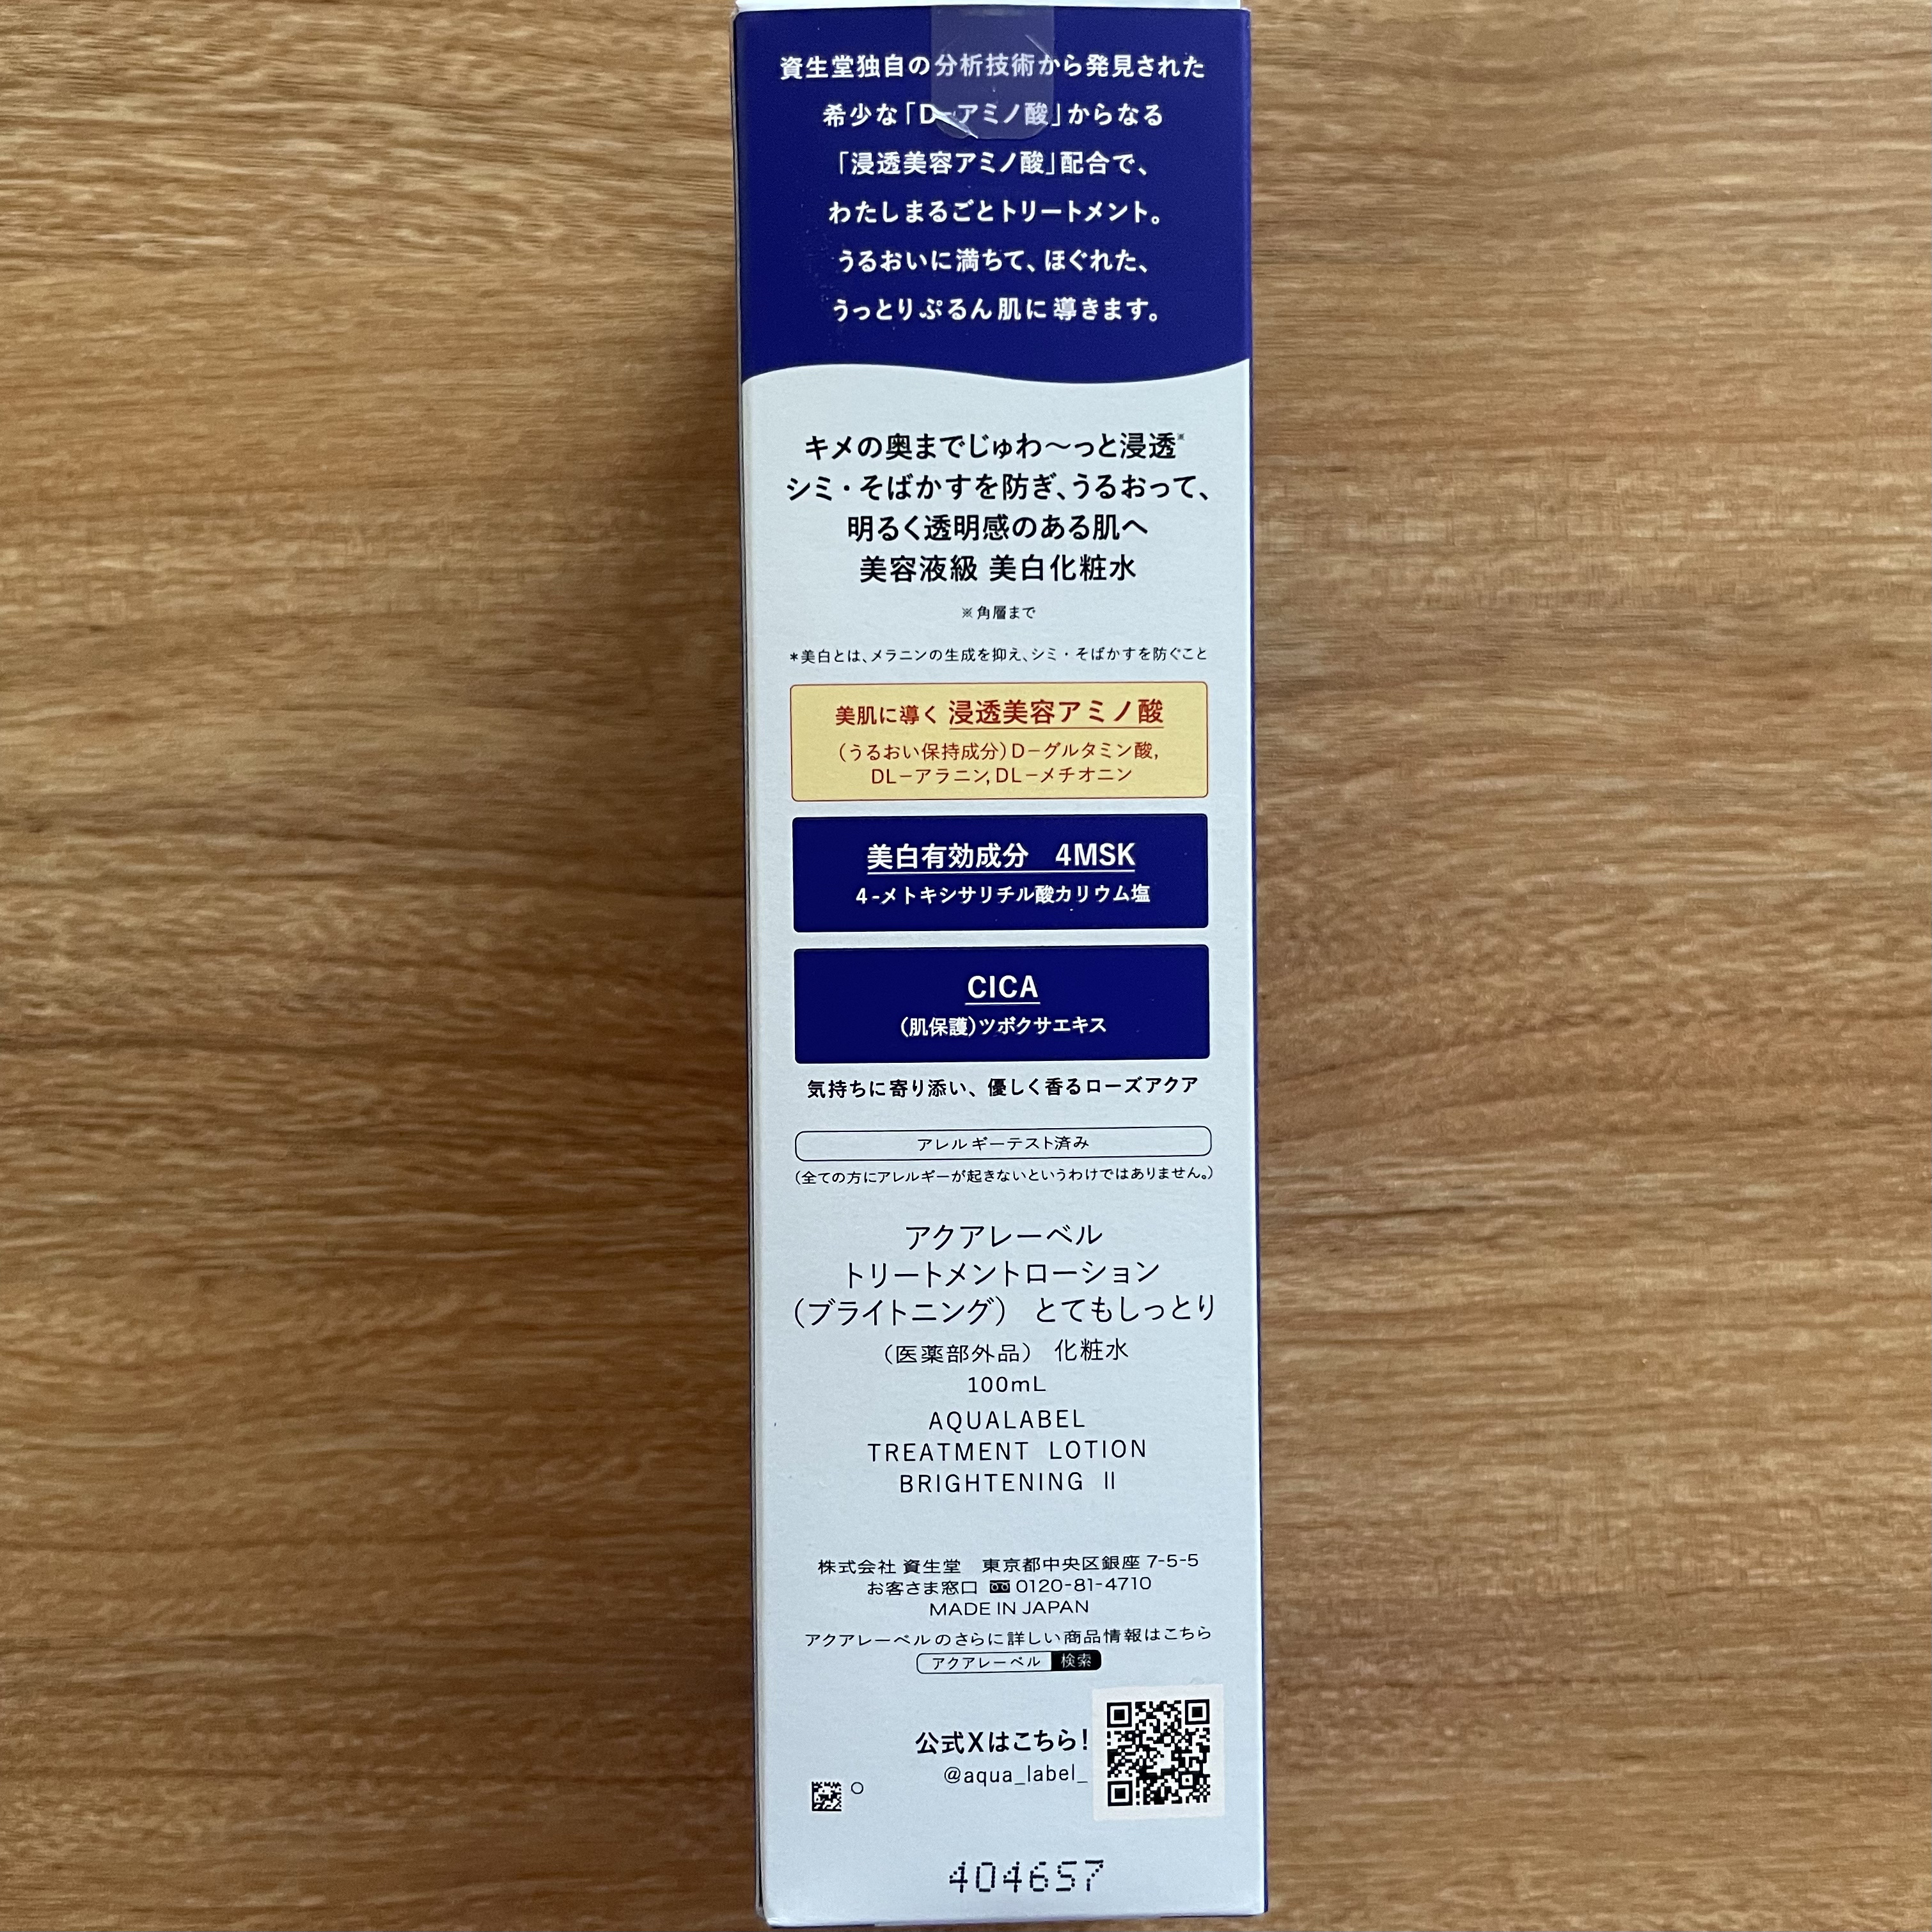 資生堂独自の分析技術から発見された
希少な「D-アミノ酸」からなる
「浸透美容アミノ酸」配合で、
わたしまるごとトリートメント。
うるおいに満ちて、ほぐれた、
うっとりぷるん肌に導きます。
キメの奥までじゅわ〜っと浸透※
シミ・そばかすを防ぎ、うるおって、
明るく透明感のある肌へ
美容液級 美白化粧水
※角層まで
*美白とは、メラニンの生成を抑え、シミ・そばかすを防ぐこと
美肌に導く 浸透美容アミノ酸
(うるおい保持成分)D-グルタミン酸,
DL-アラニン,DL-メチオニン
美白有効成分 4MSK
4-メトキシサリチル酸カリウム塩
CICA
(肌保護)ツボクサエキス
気持ちに寄り添い、優しく香るローズアクア
アレルギーテスト済み
(全ての方にアレルギーが起きないというわけではありません。)
アクアレーベル
トリートメントローション
(ブライトニング) とてもしっとり
(医薬部外品) 化粧水
100mL
AQUALABEL
TREATMENT LOTION
BRIGHTENING II
株式会社 資生堂 東京都中央区銀座 7-5-5
お客さま窓口 0120-81-4710
MADE IN JAPAN
アクアレーベルのさらに詳しい商品情報はこちら
アクアレーベル 検索
公式Xはこちら!
@aqua_label_
404657